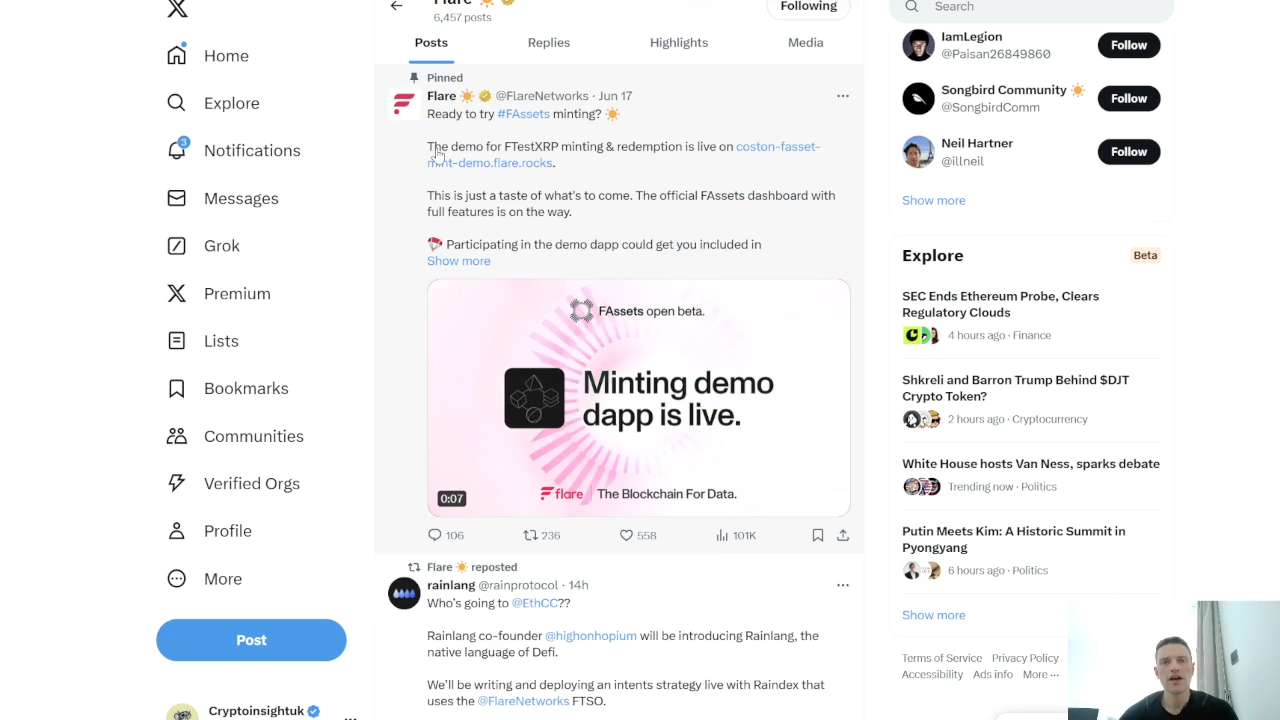 Home
Explore
3
Notifications
Messages
Grok
Premium
Lists
Bookmarks
Communities
Verified Orgs
Profile
More
Post
Cryptoinsightuk
Flare
6,457 posts
Following
Posts
Replies
Highlights
Media
Pinned
Flare @FlareNetworks · Jun 17
Ready to try #FAssets minting?
The demo for FTestXRP minting & redemption is live on coston-fasset-
mint-demo.flare.rocks.
This is just a taste of what's to come. The official FAssets dashboard with
full features is on the way.
Participating in the demo dapp could get you included in
Show more
FAssets open beta.
Minting demo
dapp is live.
flare | The Blockchain For Data.
0:07
106
236
558
101K
Flare reposted
rainlang @rainprotocol · 14h
Who's going to @EthCC??
Rainlang co-founder @highonhopium will be introducing Rainlang, the
native language of Defi.
We'll be writing and deploying an intents strategy live with Raindex that
uses the @FlareNetworks FTSO.
Search
IamLegion
@Paisan26849860
Follow
Songbird Community
@SongbirdComm
Follow
Neil Hartner
@illneil
Follow
Show more
Explore
Beta
SEC Ends Ethereum Probe, Clears
Regulatory Clouds
4 hours ago · Finance
Shkreli and Barron Trump Behind $DJT
Crypto Token?
2 hours ago · Cryptocurrency
White House hosts Van Ness, sparks debate
Trending now · Politics
Putin Meets Kim: A Historic Summit in
Pyongyang
6 hours ago · Politics
Show more
Terms of Service Privacy Policy
Accessibility Ads info More ···